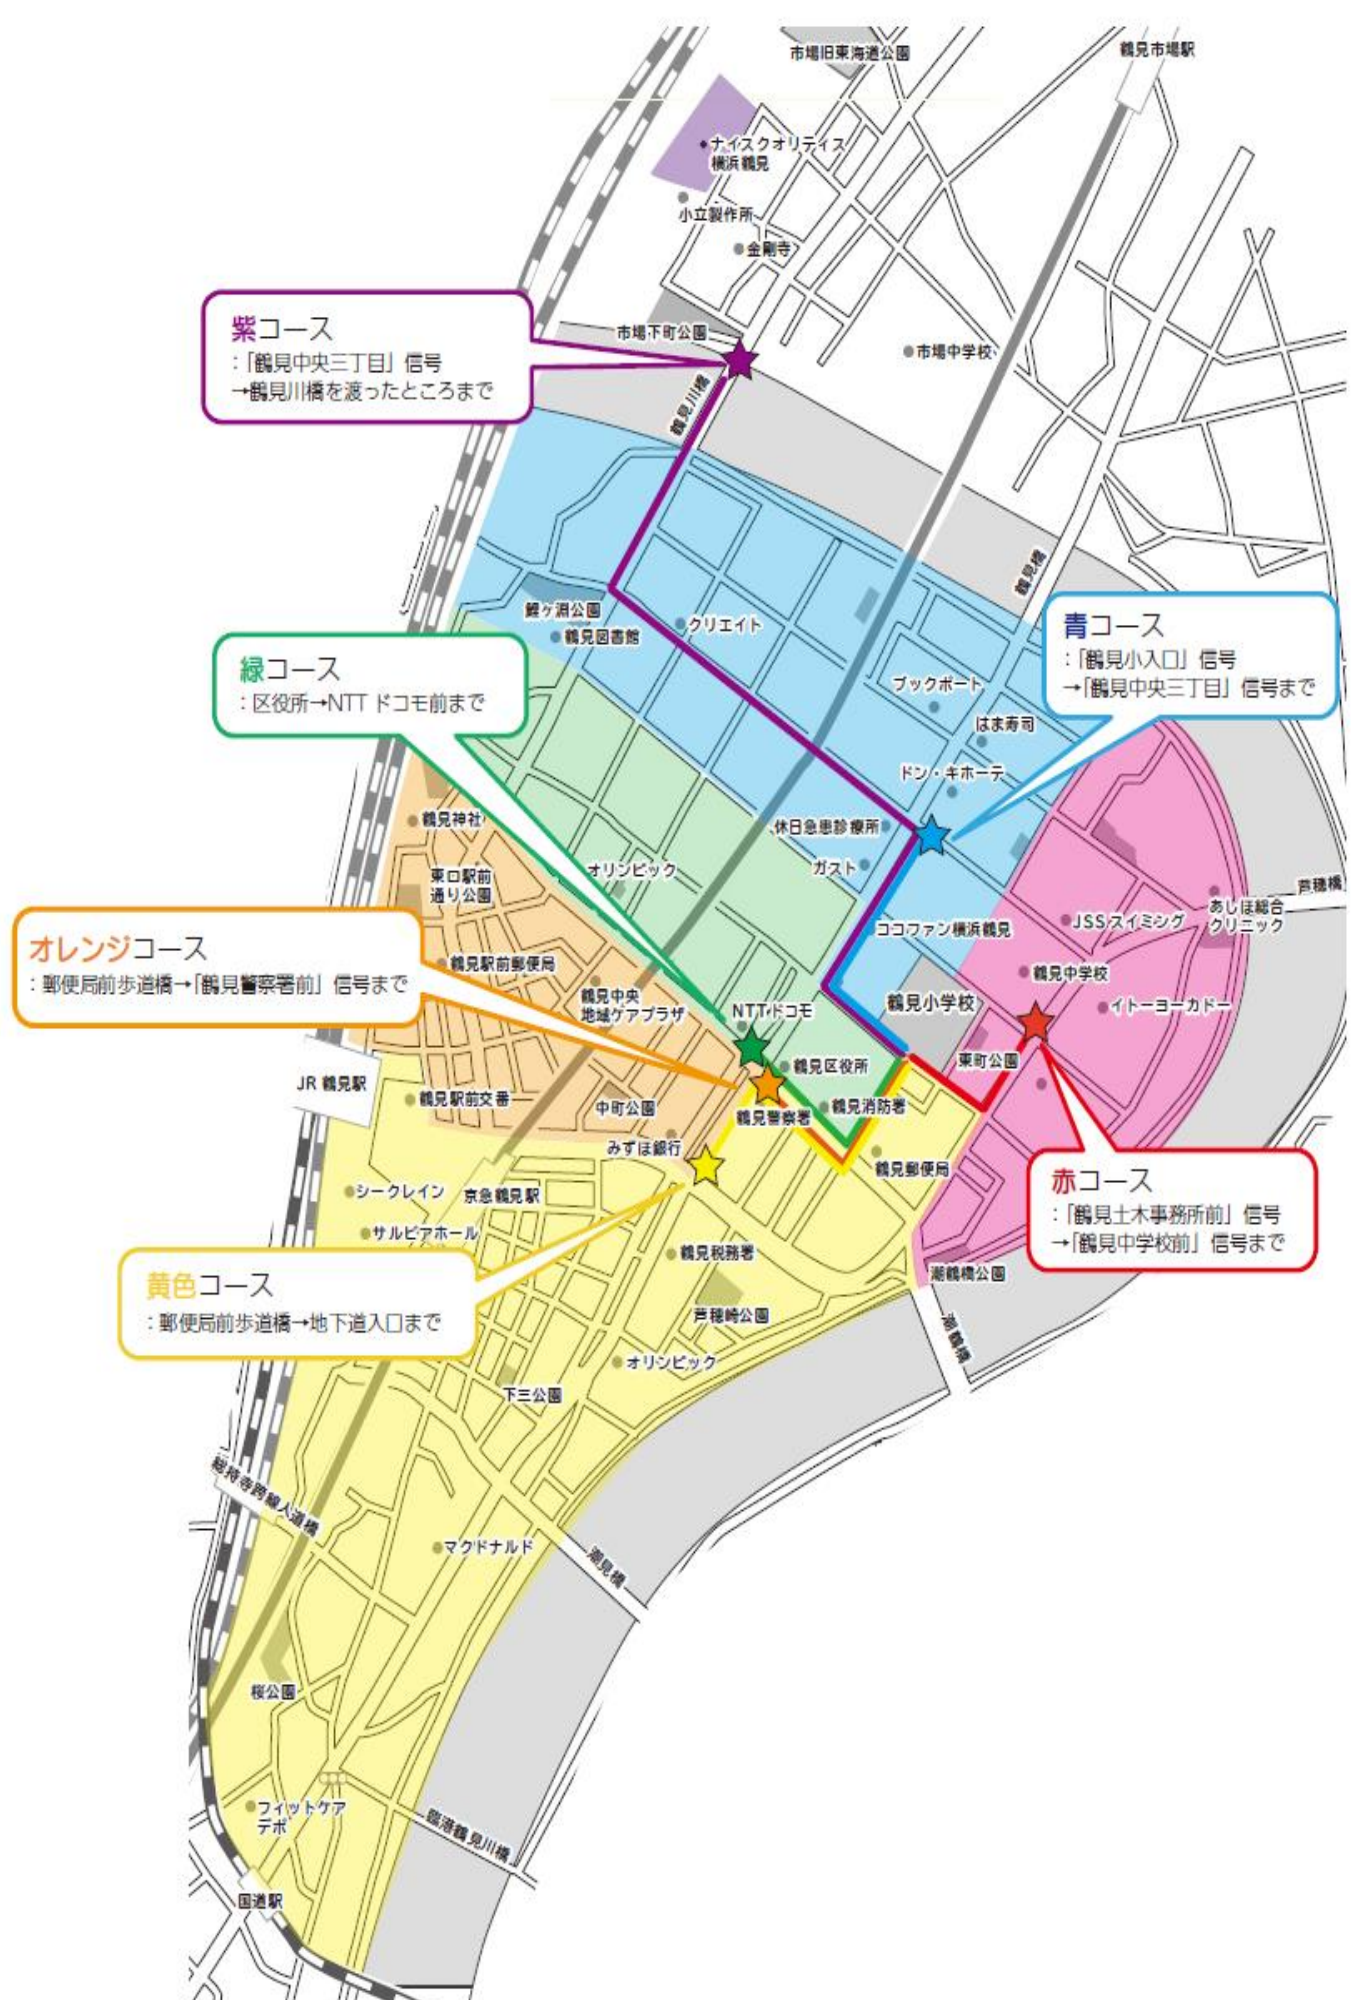 市場旧東海道公園
鶴見市場駅
ナイスクオリティス
横浜鶴見
小立製作所
金剛寺
紫コース
:「鶴見中央三丁目」信号
→鶴見川橋を渡ったところまで
市場下町公園
市場中学校
鶴見川橋
鶴見橋
鯉ヶ淵公園
鶴見図書館
クリエイト
青コース
:「鶴見小入口」信号
→「鶴見中央三丁目」信号まで
緑コース
:区役所→NTT ドコモ前まで
ブックポート
はま寿司
ドン・キホーテ
鶴見神社
休日急患診療所
東口駅前
通り公園
オリンピック
ガスト
芦穂橋
あしほ総合
クリニック
JSSスイミング
ココファン横浜鶴見
オレンジコース
:郵便局前歩道橋→「鶴見警察署前」信号まで
鶴見駅前郵便局
鶴見中学校
鶴見中央
地域ケアプラザ
NTTドコモ
鶴見小学校
イトーヨーカドー
東町公園
鶴見区役所
JR 鶴見駅
鶴見駅前交番
中町公園
鶴見警察署
鶴見消防署
みずほ銀行
鶴見郵便局
赤コース
:「鶴見土木事務所前」信号
→「鶴見中学校前」信号まで
シークレイン
京急鶴見駅
サルビアホール
鶴見税務署
潮鶴橋公園
黄色コース
:郵便局前歩道橋→地下道入口まで
芦穂崎公園
潮鶴橋
オリンピック
下三公園
総持寺跨線人道橋
マクドナルド
潮見橋
桜公園
フィットケア
デポ
臨港鶴見川橋
国道駅